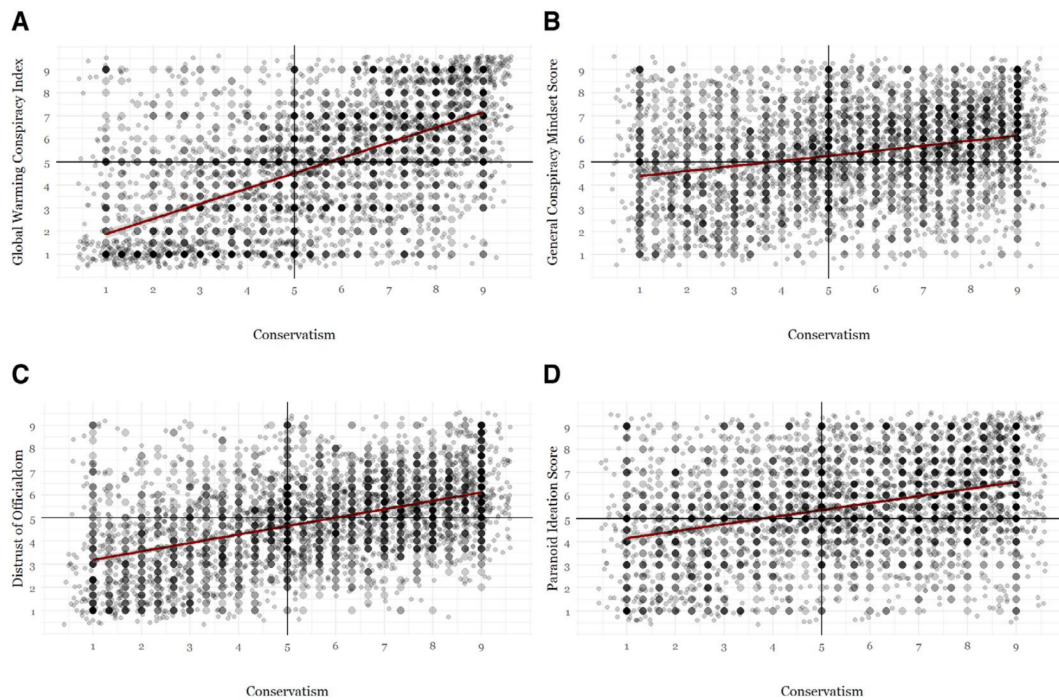 A
Global Warming Conspiracy Index
9
8
7
6
5
4
3
2
1
1 2 3 4 5 6 7 8 9
Conservatism
B
General Conspiracy Mindset Score
9
8
7
6
5
4
3
2
1
1 2 3 4 5 6 7 8 9
Conservatism
C
Distrust of Officialdom
9
8
7
6
5
4
3
2
1
1 2 3 4 5 6 7 8 9
Conservatism
D
Paranoid Ideation Score
9
8
7
6
5
4
3
2
1
1 2 3 4 5 6 7 8 9
Conservatism